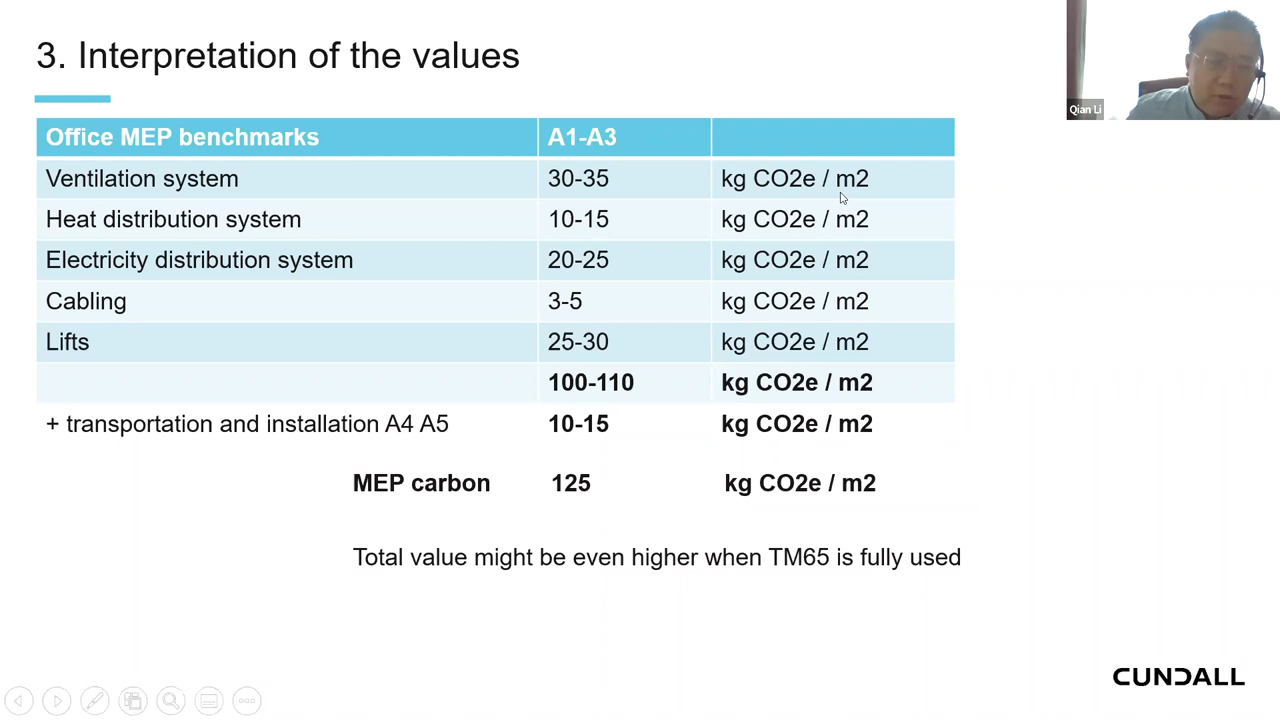 3. Interpretation of the values
Qian Li
Office MEP benchmarks A1-A3
Ventilation system 30-35 kg CO2e / m2
Heat distribution system 10-15 kg CO2e / m2
Electricity distribution system 20-25 kg CO2e / m2
Cabling 3-5 kg CO2e / m2
Lifts 25-30 kg CO2e / m2
100-110 kg CO2e / m2
+ transportation and installation A4 A5 10-15 kg CO2e / m2
MEP carbon 125 kg CO2e / m2
Total value might be even higher when TM65 is fully used
CUNDALL